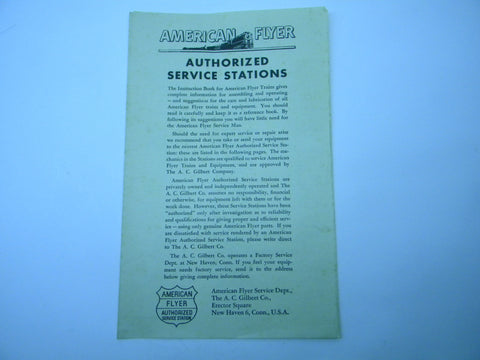 AMERICAN FLYER
AUTHORIZED
SERVICE STATIONS
The Instruction Book for American Flyer Trains gives
complete information for assembling and operating
— and suggestions for the care and lubrication of all
American Flyer trains and equipment. You should
read it carefully and keep it as a reference book. By
following its suggestions you will have little need for
the American Flyer Service Man.
Should the need for expert service or repair arise
we recommend that you take or send your equipment
to the nearest American Flyer Authorized Service Sta-
tion: these are listed in the following pages. The me-
chanics in the Stations are qualified to service American
Flyer Trains and Equipment, and are approved by
The A. C. Gilbert Company.
American Flyer Authorized Service Stations are
privately owned and independently operated and The
A. C. Gilbert Co. assumes no responsibility, financial
or otherwise, for equipment left with them or for the
work done. However, these Service Stations have been
"authorized" only after investigation as to reliability
and qualifications for giving proper and efficient serv-
ice — using only genuine American Flyer parts. If you
are dissatisfied with service rendered by an American
Flyer Authorized Service Station, please write direct
to The A. C. Gilbert Co.
The A. C. Gilbert Co. operates a Factory Service
Dept. at New Haven, Conn. If you feel your equip-
ment needs factory service, send it to the address
below giving complete information.
AMERICAN
FLYER
AUTHORIZED
SERVICE STATION
American Flyer Service Dept.,
The A. C. Gilbert Co.,
Erector Square
New Haven 6, Conn., U.S.A.